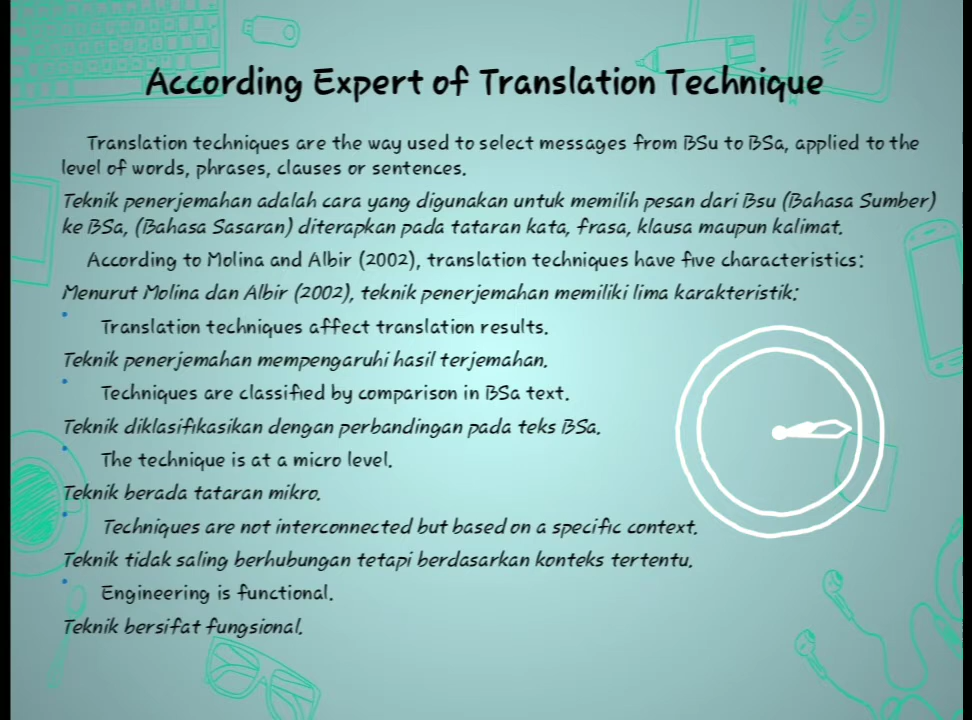 According Expert of Translation Technique
Translation techniques are the way used to select messages from BSu to BSa, applied to the
level of words, phrases, clauses or sentences.
Teknik penerjemahan adalah cara yang digunakan untuk memilih pesan dari Bsu (Bahasa Sumber)
ke BSa, (Bahasa Sasaran) diterapkan pada tataran kata, frasa, klausa maupun kalimat.
According to Molina and Albir (2002), translation techniques have five characteristics:
Menurut Molina dan Albir (2002), teknik penerjemahan memiliki lima karakteristik:
Translation techniques affect translation results.
Teknik penerjemahan mempengaruhi hasil terjemahan.
Techniques are classified by comparison in BSa text.
Teknik diklasifikasikan dengan perbandingan pada teks BSa.
The technique is at a micro level.
Teknik berada tataran mikro.
Techniques are not interconnected but based on a specific context.
Teknik tidak saling berhubungan tetapi berdasarkan konteks tertentu.
Engineering is functional.
Teknik bersifat fungsional.